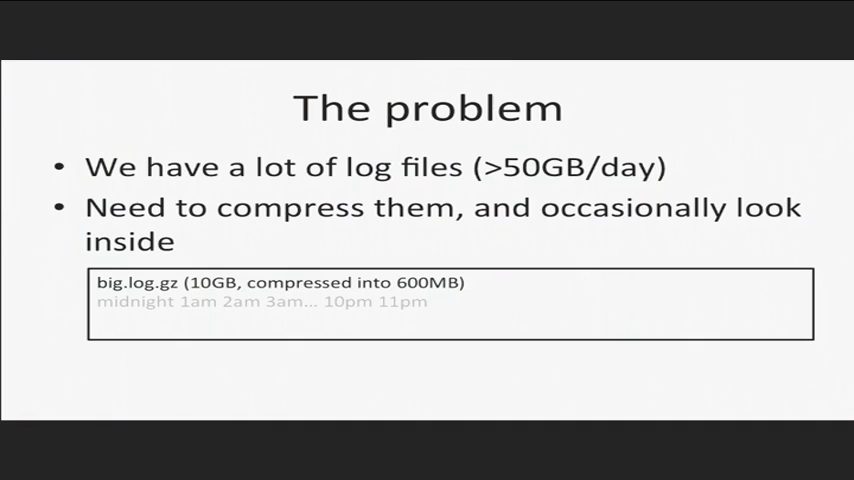 The problem
• We have a lot of log files (>50GB/day)
• Need to compress them, and occasionally look
inside
big.log.gz (10GB, compressed into 600MB)
midnight 1am 2am 3am... 10pm 11pm